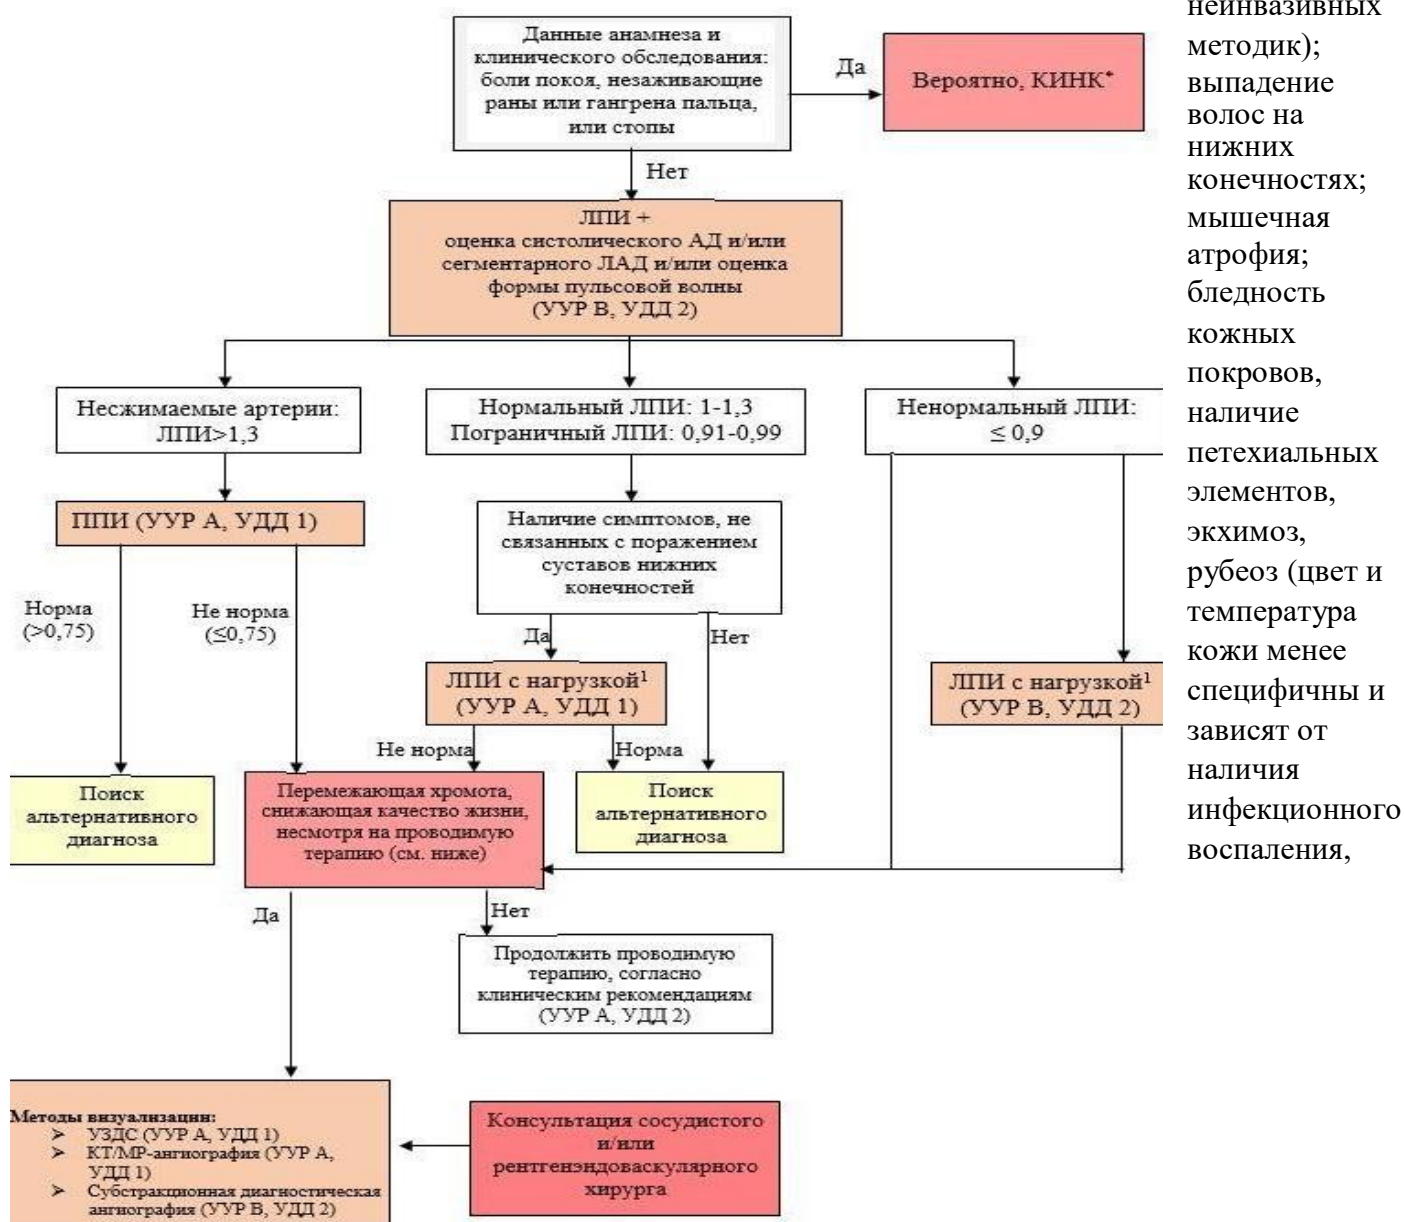 Данные анамнеза и
клинического обследования:
боли покоя, незаживающие
раны или гангрена пальца,
или стопы
Да
Вероятно, КИНК*
Нет
ЛПИ +
оценка систолического АД и/или
сегментарного ЛАД и/или оценка
формы пульсовой волны
(УУР В, УДД 2)
Несжимаемые артерии:
ЛПИ>1,3
Нормальный ЛПИ: 1-1,3
Пограничный ЛПИ: 0,91-0,99
Ненормальный ЛПИ:
≤ 0,9
ППИ (УУР А, УДД 1)
Наличие симптомов, не
связанных с поражением
суставов нижних
конечностей
Норма
(>0,75)
Не норма
(≤0,75)
Да
Нет
ЛПИ с нагрузкой¹
(УУР А, УДД 1)
ЛПИ с нагрузкой¹
(УУР В, УДД 2)
Не норма
Норма
Поиск
альтернативного
диагноза
Перемежающая хромота,
снижающая качество жизни,
несмотря на проводимую
терапию (см. ниже)
Поиск
альтернативного
диагноза
Да
Нет
Продолжить проводимую
терапию, согласно
клиническим рекомендациям
(УУР А, УДД 2)
Методы визуализации:
➤ УЗДС (УУР А, УДД 1)
➤ КТ/МР-ангиография (УУР А,
УДД 1)
➤ Субстракционная диагностическая
ангиография (УУР В, УДД 2)
Консультация сосудистого
и/или
рентгенэндоваскулярного
хирурга
неинвазивных
методик);
выпадение
волос на
нижних
конечностях;
мышечная
атрофия;
бледность
кожных
покровов,
наличие
петехиальных
элементов,
экхимоз,
рубеоз (цвет и
температура
кожи менее
специфичны и
зависят от
наличия
инфекционного
воспаления,